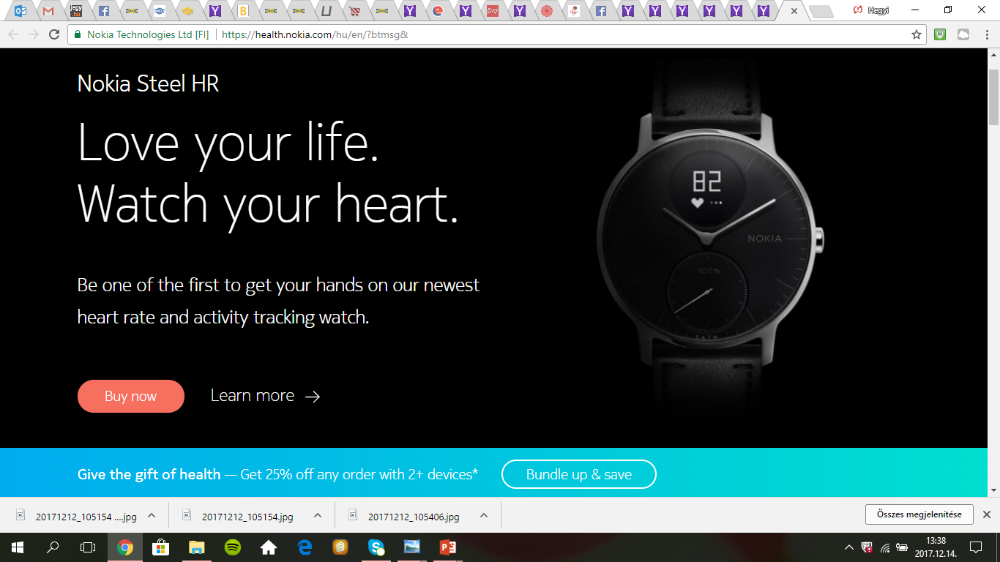 Hegyi
Nokia Technologies Ltd [FI]
https://health.nokia.com/hu/en/?btmsg&
Nokia Steel HR
Love your life.
Watch your heart.
Be one of the first to get your hands on our newest
heart rate and activity tracking watch.
Buy now
Learn more →
82
NOKIA
100%
5ATM
Give the gift of health — Get 25% off any order with 2+ devices*
Bundle up & save
20171212_105154 ....jpg
20171212_105154.jpg
20171212_105406.jpg
Összes megjelenítése
13:38
2017.12.14.